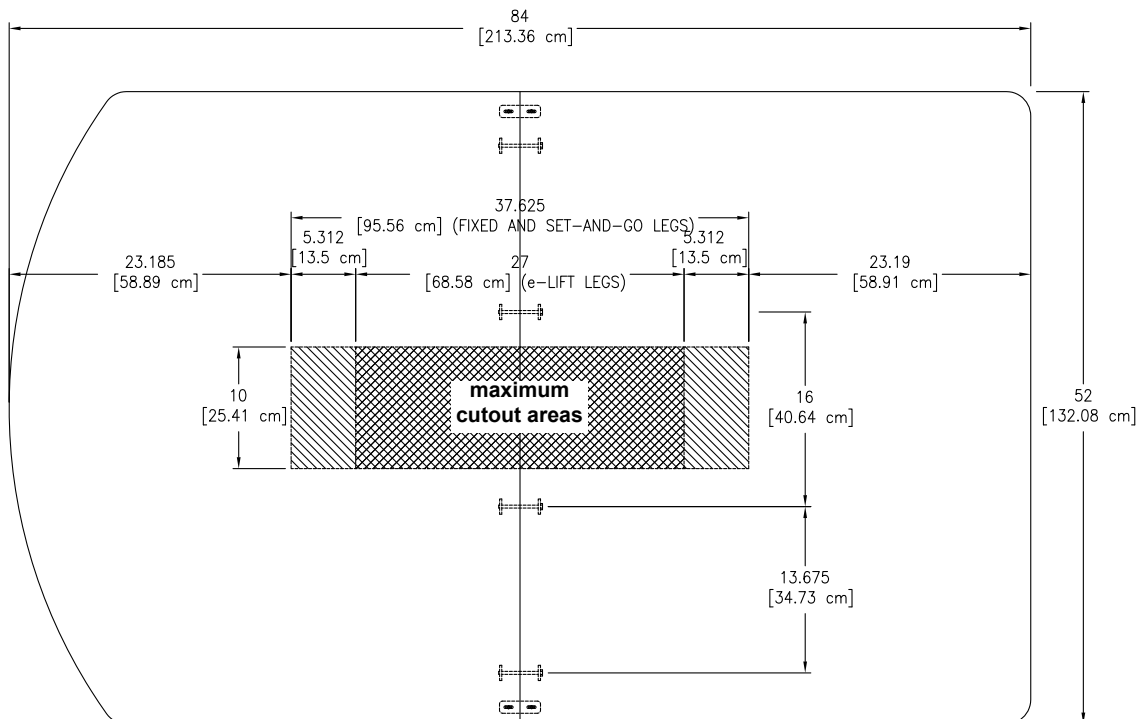 84
[213.36 cm]
37.625
[95.56 cm] (FIXED AND SET-AND-GO LEGS)
5.312
[13.5 cm]
5.312
[13.5 cm]
23.185
[58.89 cm]
27
[68.58 cm] (e-LIFT LEGS)
23.19
[58.91 cm]
10
[25.41 cm]
maximum
cutout areas
16
[40.64 cm]
52
[132.08 cm]
13.675
[34.73 cm]